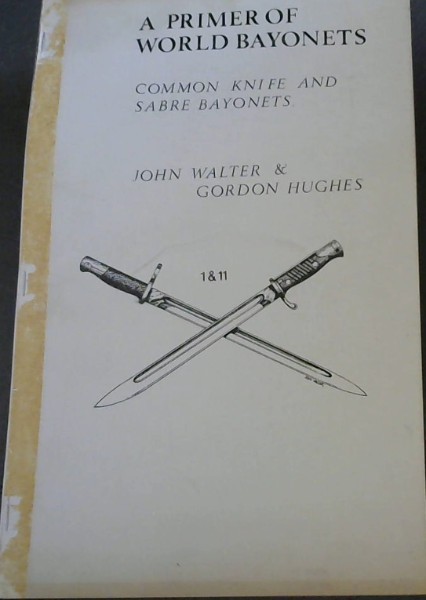 A PRIMER OF
WORLD BAYONETS
COMMON KNIFE AND
SABRE BAYONETS
JOHN WALTER &
GORDON HUGHES
1 & 11